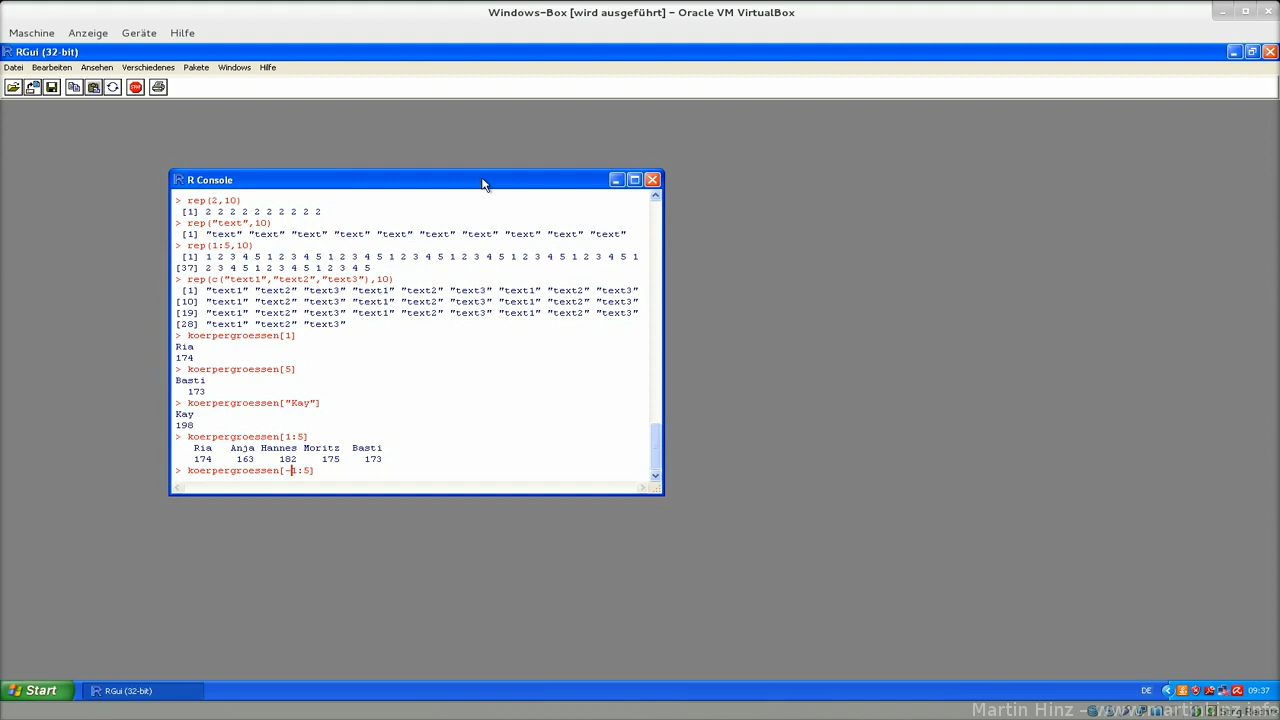 Windows-Box [wird ausgeführt] - Oracle VM VirtualBox
Maschine Anzeige Geräte Hilfe
RGui (32-bit)
Datei Bearbeiten Ansehen Verschiedenes Pakete Windows Hilfe
STOP
R Console
> rep(2,10)
[1] 2 2 2 2 2 2 2 2 2 2
> rep("text",10)
[1] "text" "text" "text" "text" "text" "text" "text" "text" "text" "text"
> rep(1:5,10)
[1] 1 2 3 4 5 1 2 3 4 5 1 2 3 4 5 1 2 3 4 5 1 2 3 4 5 1 2 3 4 5 1 2 3 4 5 1
[37] 2 3 4 5 1 2 3 4 5 1 2 3 4 5
> rep(c("text1","text2","text3"),10)
[1] "text1" "text2" "text3" "text1" "text2" "text3" "text1" "text2" "text3"
[10] "text1" "text2" "text3" "text1" "text2" "text3" "text1" "text2" "text3"
[19] "text1" "text2" "text3" "text1" "text2" "text3" "text1" "text2" "text3"
[28] "text1" "text2" "text3"
> koerpergroessen[1]
Ria
174
> koerpergroessen[5]
Basti
173
> koerpergroessen["Kay"]
Kay
198
> koerpergroessen[1:5]
Ria Anja Hannes Moritz Basti
174 163 182 175 173
> koerpergroessen[-1:5]
Start RGui (32-bit) DE 09:37
Martin Hinz - www.martinhinz.info